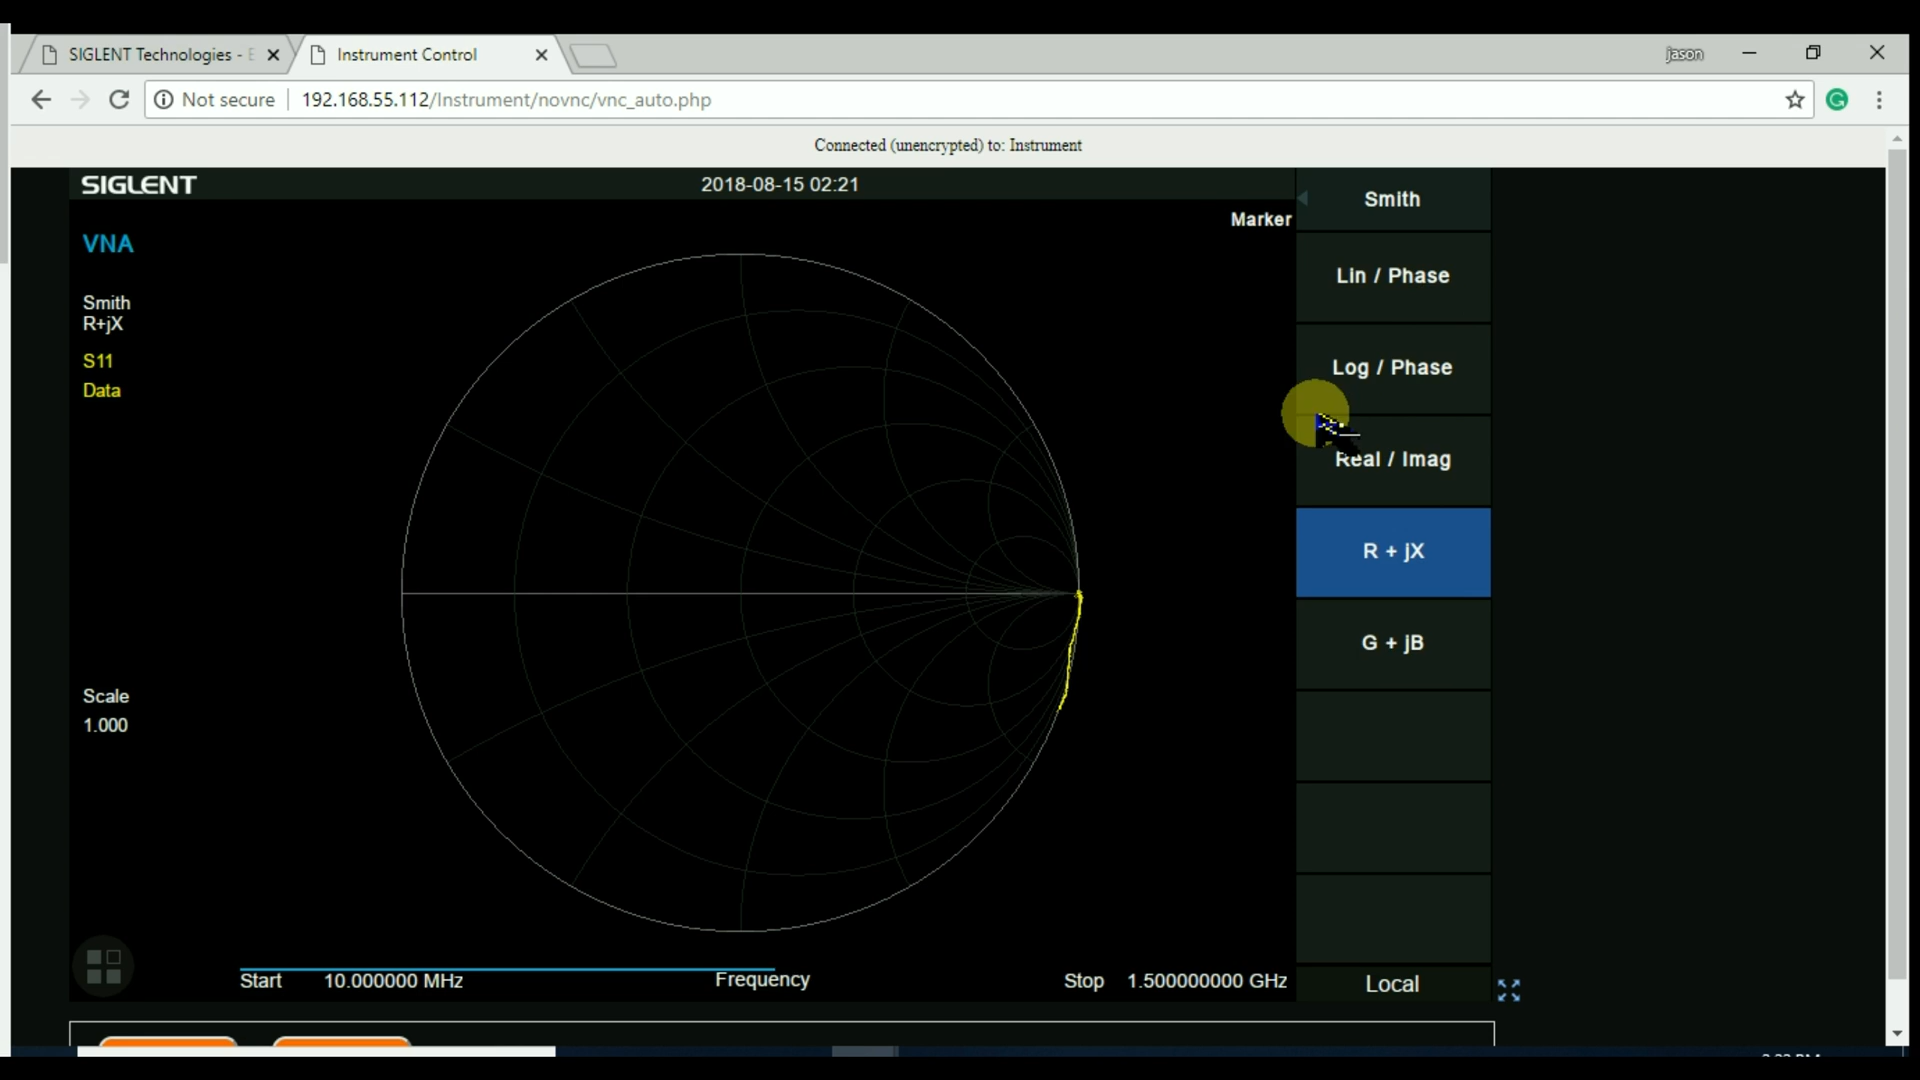 SIGLENT Technologies - E
Instrument Control
jason
Not secure
192.168.55.112/Instrument/novnc/vnc_auto.php
Connected (unencrypted) to: Instrument
SIGLENT
2018-08-15 02:21
Smith
Marker
VNA
Lin / Phase
Smith
R+jX
S11
Data
Log / Phase
Real / Imag
R + jX
G + jB
Scale
1.000
Start 10.000000 MHz
Frequency
Stop 1.500000000 GHz
Local